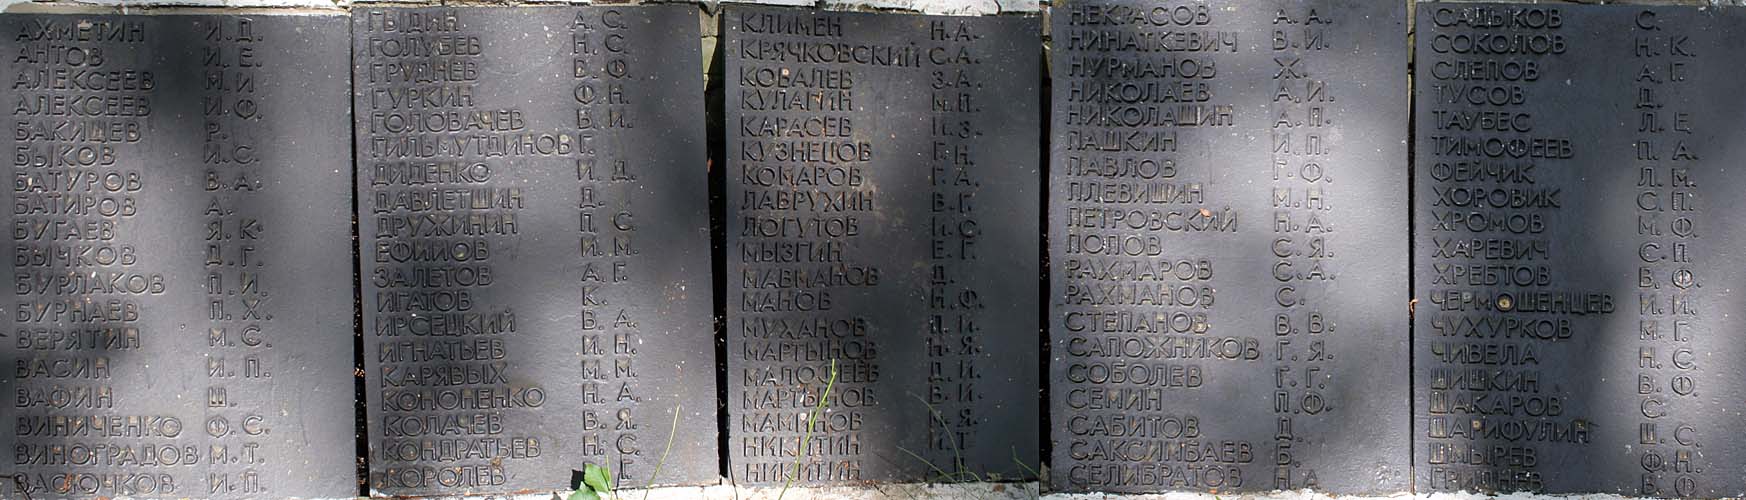 АХМЕТИН И.Д.
АНТОВ И.Е.
АЛЕКСЕЕВ М.И
АЛЕКСЕЕВ И.Ф.
БАКИШЕВ Р.
БЫКОВ И.С.
БАТУРОВ В.А.
БАТИРОВ А.
БУГАЕВ Я.К.
БЫЧКОВ Д.Г.
БУРЛАКОВ П.И.
БУРНАЕВ П.Х.
ВЕРЯТИН М.С.
ВАСИН И.П.
ВАФИН Ш.
ВИНИЧЕНКО Ф.С.
ВИНОГРАДОВ М.Т.
ВАСЮЧКОВ И.П.
ГЫДИН А.С.
ГОЛУБЕВ Н.С.
ГРУДНЕВ В.Ф.
ГУРКИН Ф.Н.
ГОЛОВАЧЕВ В.И.
ГИЛЬМУТДИНОВ Г.
ДИДЕНКО И.Д.
ДАВЛЕТШИН Д.
ДРУЖИНИН П.С.
ЕФИМОВ И.М.
ЗАЛЕТОВ А.Г.
ИГАТОВ К.
ИРСЕЦКИЙ В.А.
ИГНАТЬЕВ И.Н.
КАРЯВЫХ М.М.
КОНОНЕНКО Н.А.
КОЛАЧЕВ В.Я.
КОНДРАТЬЕВ Н.С.
КОРОЛЕВ Г.
КЛИМЕН Н.А.
КРЯЧКОВСКИЙ С.А.
КОВАЛЕВ З.А.
КУЛАГИН М.П.
КАРАСЕВ И.З.
КУЗНЕЦОВ Г.Н.
КОМАРОВ Г.А.
ЛАВРУХИН В.Г.
ЛОГУТОВ И.С.
МЫЗГИН Е.Г.
МАВМАНОВ Д.
МАНОВ Н.Ф.
МУХАНОВ П.И.
МАРТЫНОВ Н.Я.
МАЛОФЕЕВ Д.И.
МАРТЫНОВ В.И.
МАМИНОВ М.Я.
НИКИТИН И.Т
НИКИТИН
НЕКРАСОВ А.А.
НИНАТКЕВИЧ В.И.
НУРМАНОВ Ж.
НИКОЛАЕВ А.И.
НИКОЛАШИН А.П.
ПАШКИН И.П.
ПАВЛОВ Г.Ф.
ПЛЕВИШИН М.Н.
ПЕТРОВСКИЙ Н.А.
ПОПОВ С.Я.
РАХМАРОВ С.А.
РАХМАНОВ С.
СТЕПАНОВ В.В.
САПОЖНИКОВ Г.Я.
СОБОЛЕВ Г.Г.
СЕМИН П.Ф.
САБИТОВ Д.
САКСИМБАЕВ Б.
СЕЛИБРАТОВ Н.А
САДЫКОВ С.
СОКОЛОВ Н.К.
СЛЕПОВ А.Г.
ТУСОВ Д.
ТАУБЕС Л.Е
ТИМОФЕЕВ П.А.
ФЕЙЧИК Л.М
ХОРОВИК С.П.
ХРОМОВ М.Ф.
ХАРЕВИЧ С.П.
ХРЕБТОВ В.Ф.
ЧЕРМОШЕНЦЕВ И.И.
ЧУХУРКОВ М.Г.
ЧИВЕЛА Н.С.
ШИШКИН В.Ф
ШАКАРОВ С.
ШАРИФУЛИН Ш.С.
ШМЫРЕВ Ф.Н.
ГРИДНЕВ В.Ф